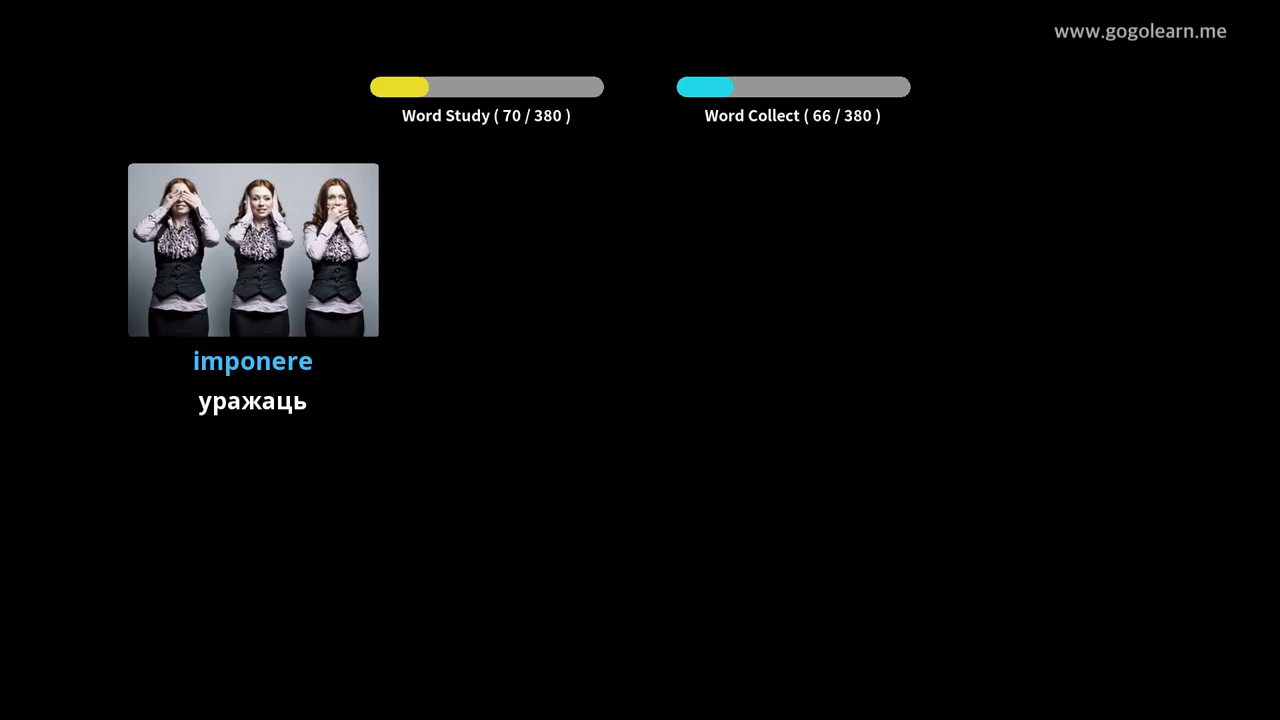 www.gogolearn.me
Word Study ( 70 / 380 )
Word Collect ( 66 / 380 )
imponere
уражаць